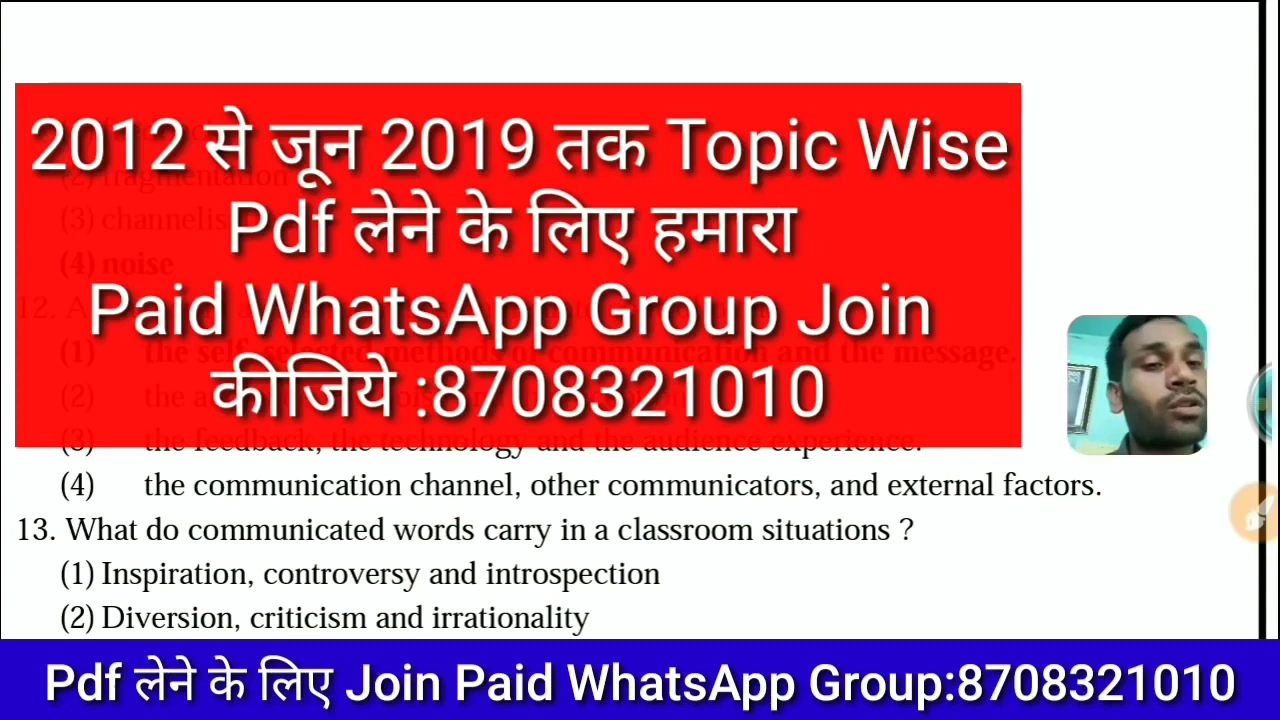 2012 से जून 2019 तक Topic Wise
Pdf लेने के लिए हमारा
Paid WhatsApp Group Join
कीजिये :8708321010
(2) fragmentation
(3)
(4) noise
12.
(1) the self-selected methods of communication and the message.
(2) the
(3) the feedback, the technology and the audience experience.
(4) the communication channel, other communicators, and external factors.
13. What do communicated words carry in a classroom situations ?
(1) Inspiration, controversy and introspection
(2) Diversion, criticism and irrationality
Pdf लेने के लिए Join Paid WhatsApp Group:8708321010